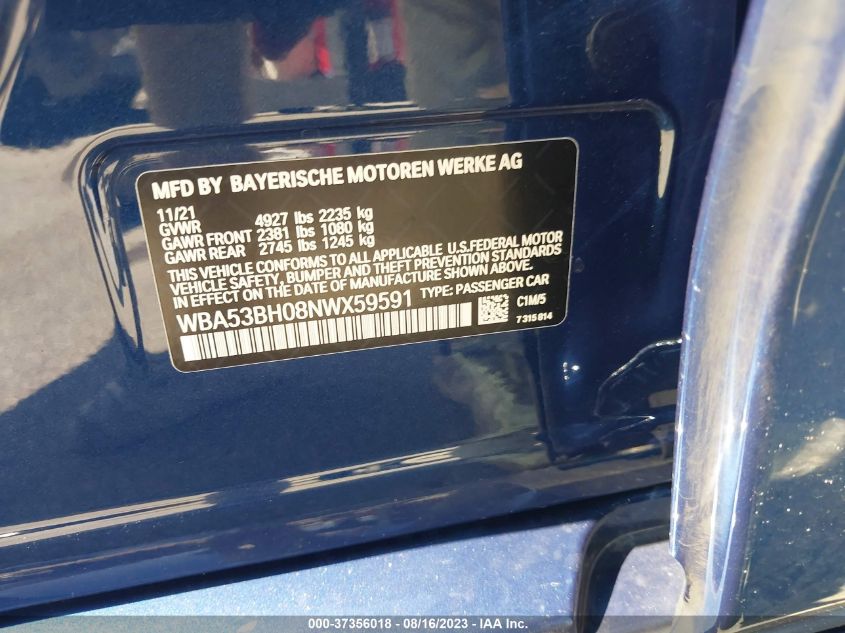 MFD BY BAYERISCHE MOTOREN WERKE AG
11/21
GVWR 4927 lbs 2235 kg
GAWR FRONT 2381 lbs 1080 kg
GAWR REAR 2745 lbs 1245 kg
THIS VEHICLE CONFORMS TO ALL APPLICABLE U.S.FEDERAL MOTOR
VEHICLE SAFETY, BUMPER AND THEFT PREVENTION STANDARDS
IN EFFECT ON THE DATE OF MANUFACTURE SHOWN ABOVE.
WBA53BH08NWX59591 TYPE: PASSENGER CAR
C1M/5
7315814
000-37356018 - 08/16/2023 - IAA Inc.